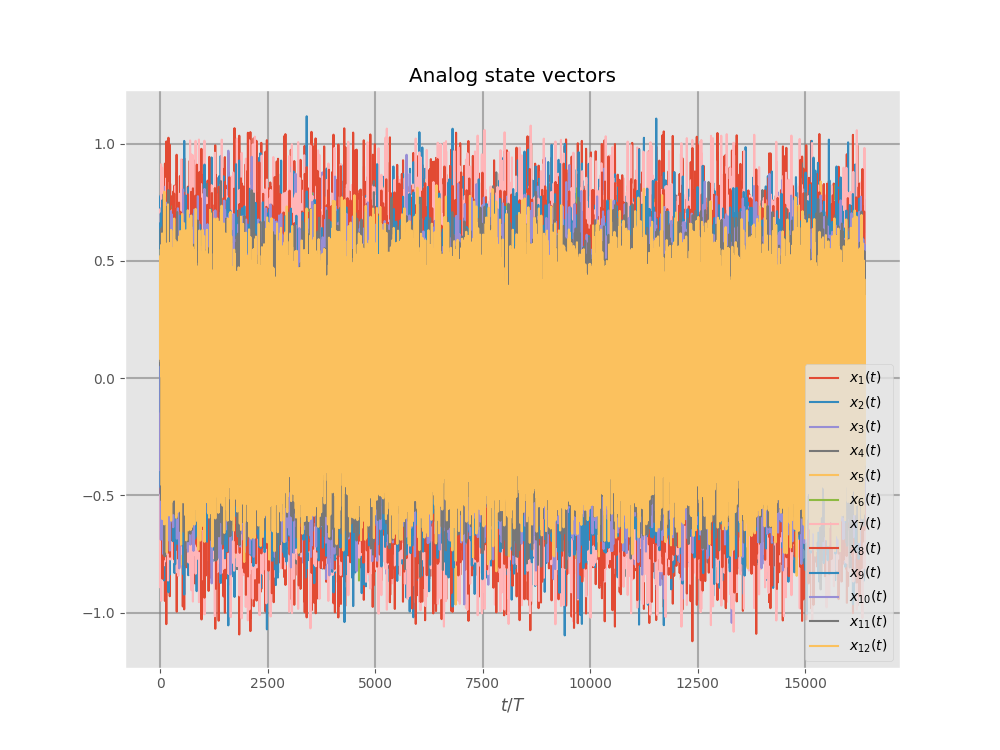 Analog state vectors
1.0
0.5
0.0
−0.5
−1.0
0 2500 5000 7500 10000 12500 15000
t/T
x₁(t)
x₂(t)
x₃(t)
x₄(t)
x₅(t)
x₆(t)
x₇(t)
x₈(t)
x₉(t)
x₁₀(t)
x₁₁(t)
x₁₂(t)